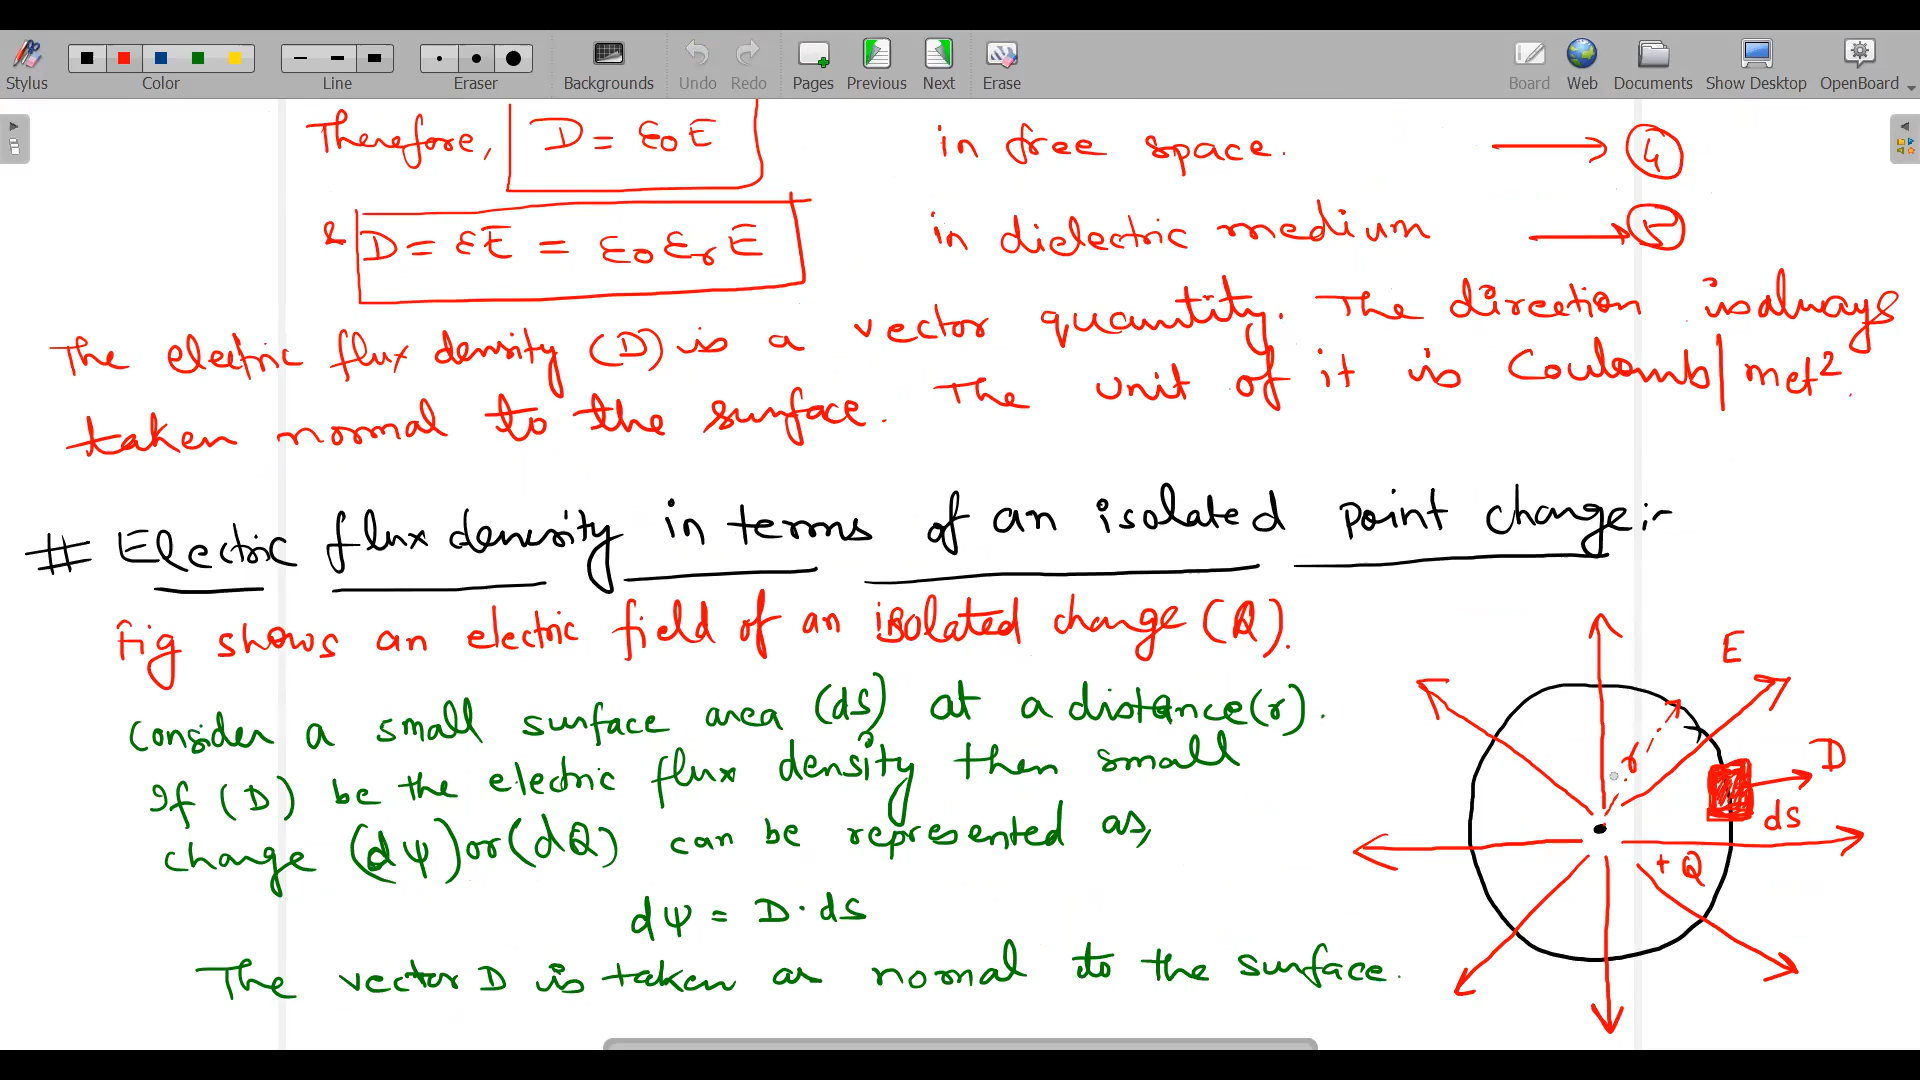 Stylus Color Line Eraser Backgrounds Undo Redo Pages Previous Next Erase Board Web Documents Show Desktop OpenBoard
Therefore, D = ε0 E in free space. → 4
& D = εE = ε0 εr E in dielectric medium → 5
The electric flux density (D) is a vector quantity. The direction is always
taken normal to the surface. The unit of it is Coulomb/met².
# Electric flux density in terms of an isolated point charge:-
Fig shows an electric field of an isolated charge (Q).
Consider a small surface area (ds) at a distance (r).
If (D) be the electric flux density then small
charge (dψ) or (dQ) can be represented as,
dψ = D · ds
The vector D is taken as normal to the surface.
E
r
D
ds
+Q